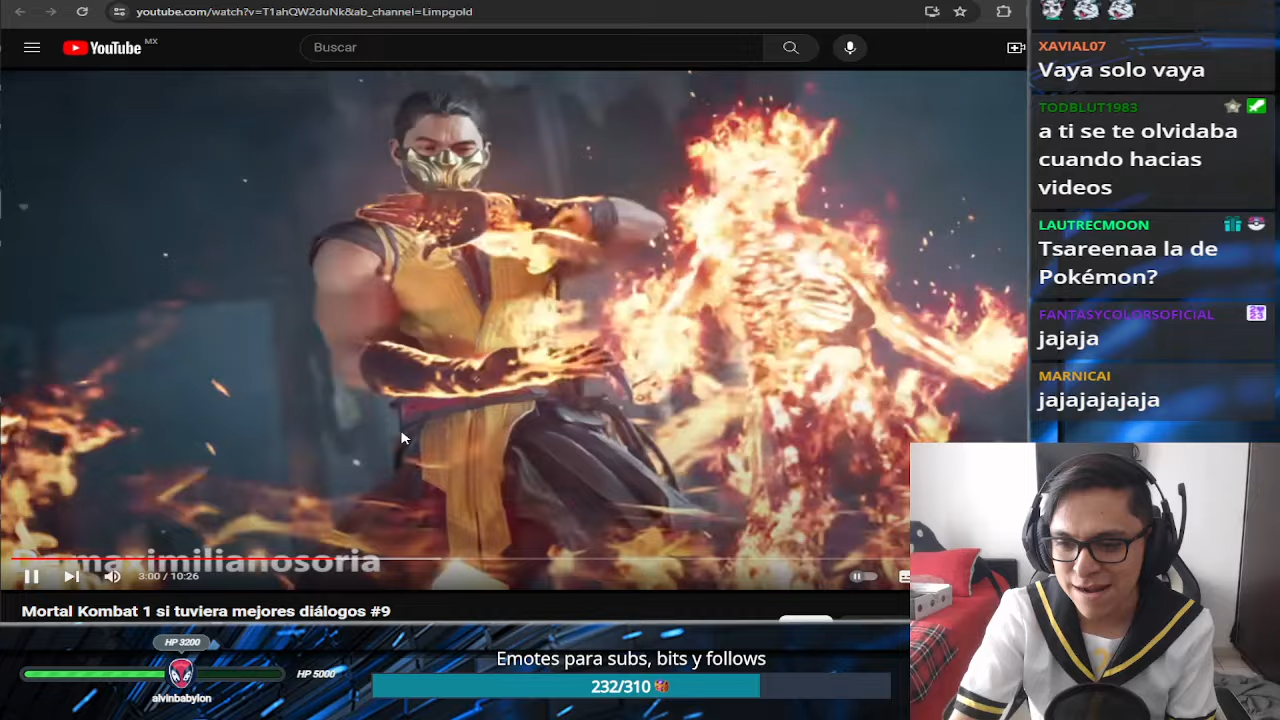 youtube.com/watch?v=T1ahQW2duNk&ab_channel=Limpgold
YouTube MX
Buscar
XAVIAL07
Vaya solo vaya
TODBLUT1983
a ti se te olvidaba
cuando hacias
videos
LAUTRECMOON
Tsareenaa la de
Pokémon?
FANTASYCOLORSOFICIAL
jajaja
MARNICAI
jajajajajaja
maximilianosoria
3:00 / 10:26
Mortal Kombat 1 si tuviera mejores diálogos #9
HP 3200
HP 5000
alvinbabylon
Emotes para subs, bits y follows
232/310